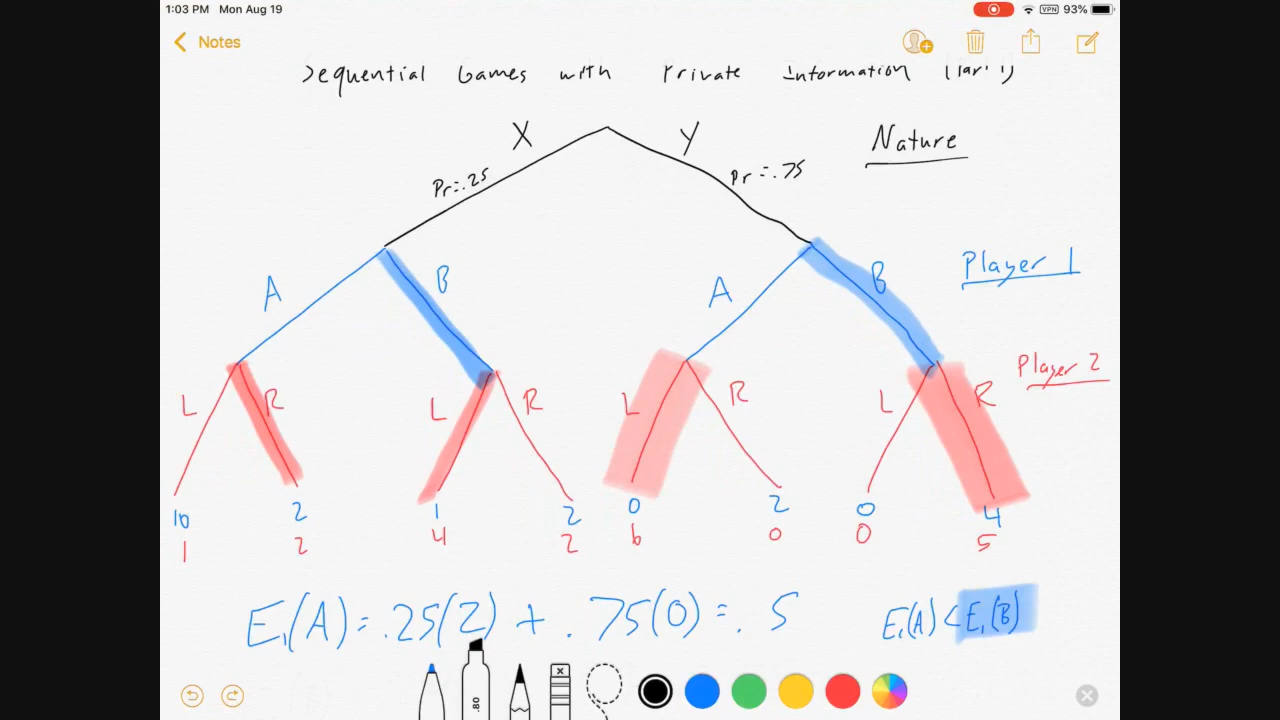 1:03 PM Mon Aug 19
VPN 93%
Notes
Sequential Games with Private Information (Part 1)
X Y Nature
Pr=.25 Pr=.75
A B A B Player 1
Player 2
L R L R L R L R
10 2 1 2 0 2 0 4
1 2 4 2 6 0 0 5
E₁(A)=.25(2) + .75(0)=.5 E₁(A) < E₁(B)
.80